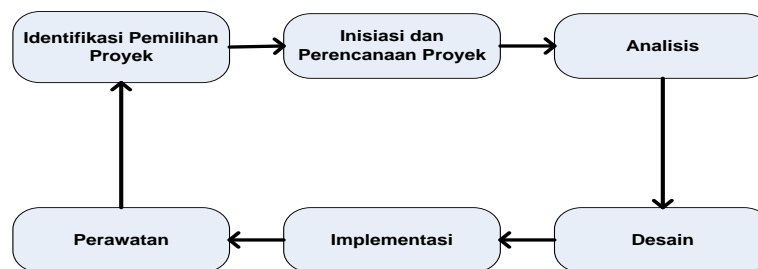 Identifikasi Pemilihan
Proyek
Inisiasi dan
Perencanaan Proyek
Analisis
Perawatan
Implementasi
Desain